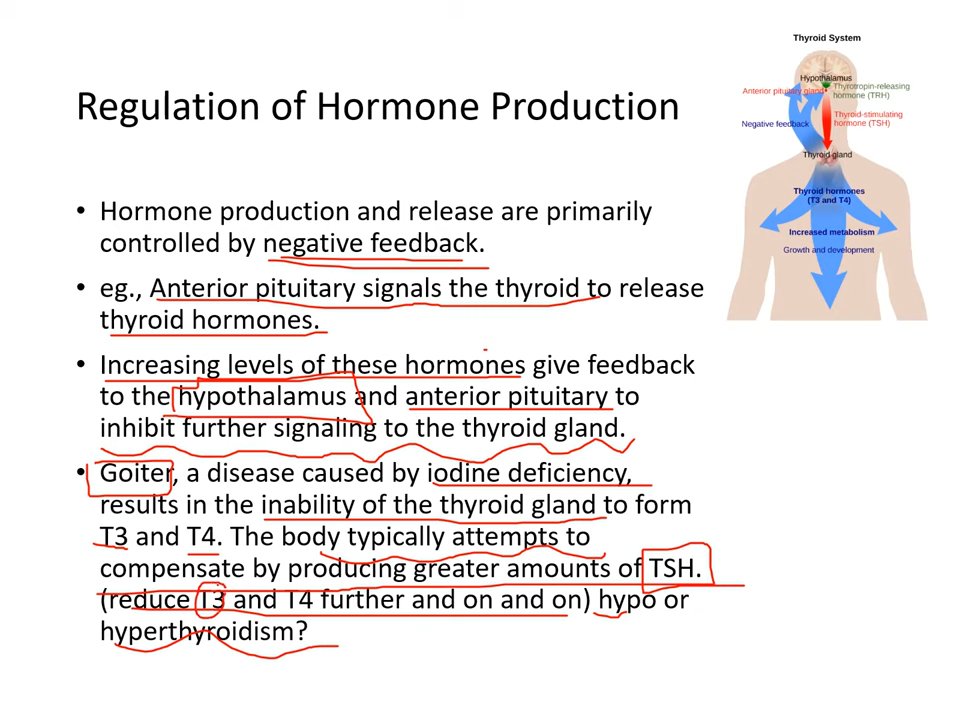 Thyroid System
Hypothalamus
Anterior pituitary gland
Thyrotropin-releasing
hormone (TRH)
Thyroid-stimulating
hormone (TSH)
Negative feedback
Thyroid gland
Thyroid hormones
(T3 and T4)
Increased metabolism
Growth and development
Regulation of Hormone Production
• Hormone production and release are primarily
controlled by negative feedback.
• eg., Anterior pituitary signals the thyroid to release
thyroid hormones.
• Increasing levels of these hormones give feedback
to the hypothalamus and anterior pituitary to
inhibit further signaling to the thyroid gland.
• Goiter, a disease caused by iodine deficiency,
results in the inability of the thyroid gland to form
T3 and T4. The body typically attempts to
compensate by producing greater amounts of TSH.
(reduce T3 and T4 further and on and on) hypo or
hyperthyroidism?